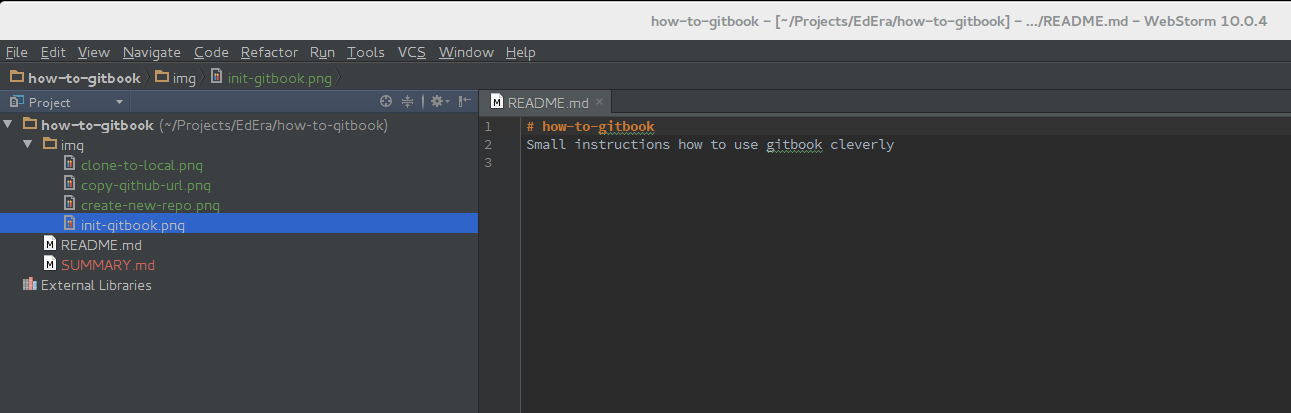 how-to-gitbook – [~/Projects/EdEra/how-to-gitbook] – .../README.md – WebStorm 10.0.4
File Edit View Navigate Code Refactor Run Tools VCS Window Help
how-to-gitbook img init-gitbook.png
Project
how-to-gitbook (~/Projects/EdEra/how-to-gitbook)
img
clone-to-local.png
copy-github-url.png
create-new-repo.png
init-gitbook.png
README.md
SUMMARY.md
External Libraries
README.md
1 # how-to-gitbook
2 Small instructions how to use gitbook cleverly
3